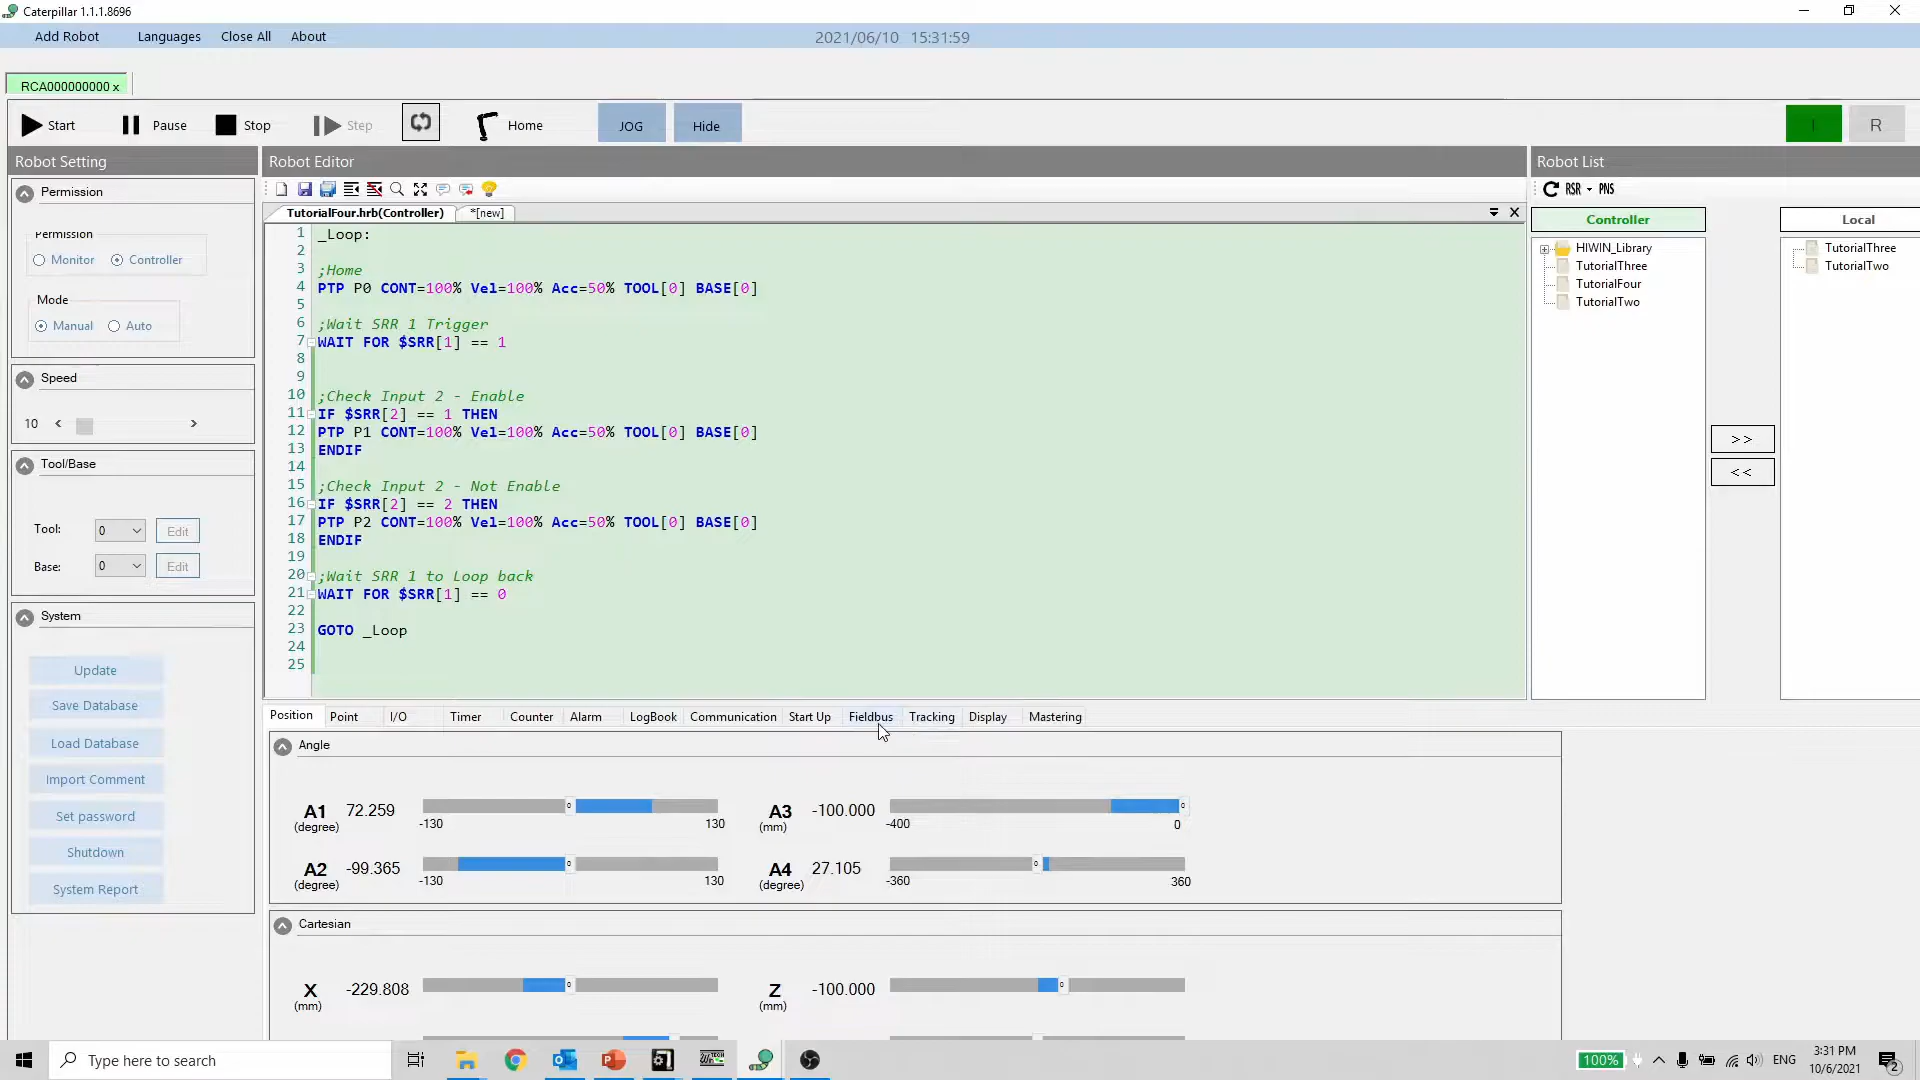 Caterpillar 1.1.1.8696
Add Robot Languages Close All About 2021/06/10 15:31:59
RCA000000000 x
Start Pause Stop Step Home JOG Hide I R
Robot Setting
Permission
Permission
Monitor Controller
Mode
Manual Auto
Speed
10 < >
Tool/Base
Tool: 0 Edit
Base: 0 Edit
System
Update
Save Database
Load Database
Import Comment
Set password
Shutdown
System Report
Robot Editor
TutorialFour.hrb(Controller) *[new]
1 _Loop:
2
3 ;Home
4 PTP P0 CONT=100% Vel=100% Acc=50% TOOL[0] BASE[0]
5
6 ;Wait SRR 1 Trigger
7 WAIT FOR $SRR[1] == 1
8
9
10 ;Check Input 2 - Enable
11 IF $SRR[2] == 1 THEN
12 PTP P1 CONT=100% Vel=100% Acc=50% TOOL[0] BASE[0]
13 ENDIF
14
15 ;Check Input 2 - Not Enable
16 IF $SRR[2] == 2 THEN
17 PTP P2 CONT=100% Vel=100% Acc=50% TOOL[0] BASE[0]
18 ENDIF
19
20 ;Wait SRR 1 to Loop back
21 WAIT FOR $SRR[1] == 0
22
23 GOTO _Loop
24
25
Robot List
RSR PNS
Controller
HIWIN_Library
TutorialThree
TutorialFour
TutorialTwo
>>
<<
Local
TutorialThree
TutorialTwo
Position Point I/O Timer Counter Alarm LogBook Communication Start Up Fieldbus Tracking Display Mastering
Angle
A1 72.259 0 A3 -100.000 0
(degree) -130 130 (mm) -400 0
A2 -99.365 0 A4 0 27.105
(degree) -130 130 (degree) -360 360
Cartesian
X -229.808 0 Z -100.000 0
(mm) (mm)
Type here to search
100% ENG 3:31 PM
10/6/2021 2